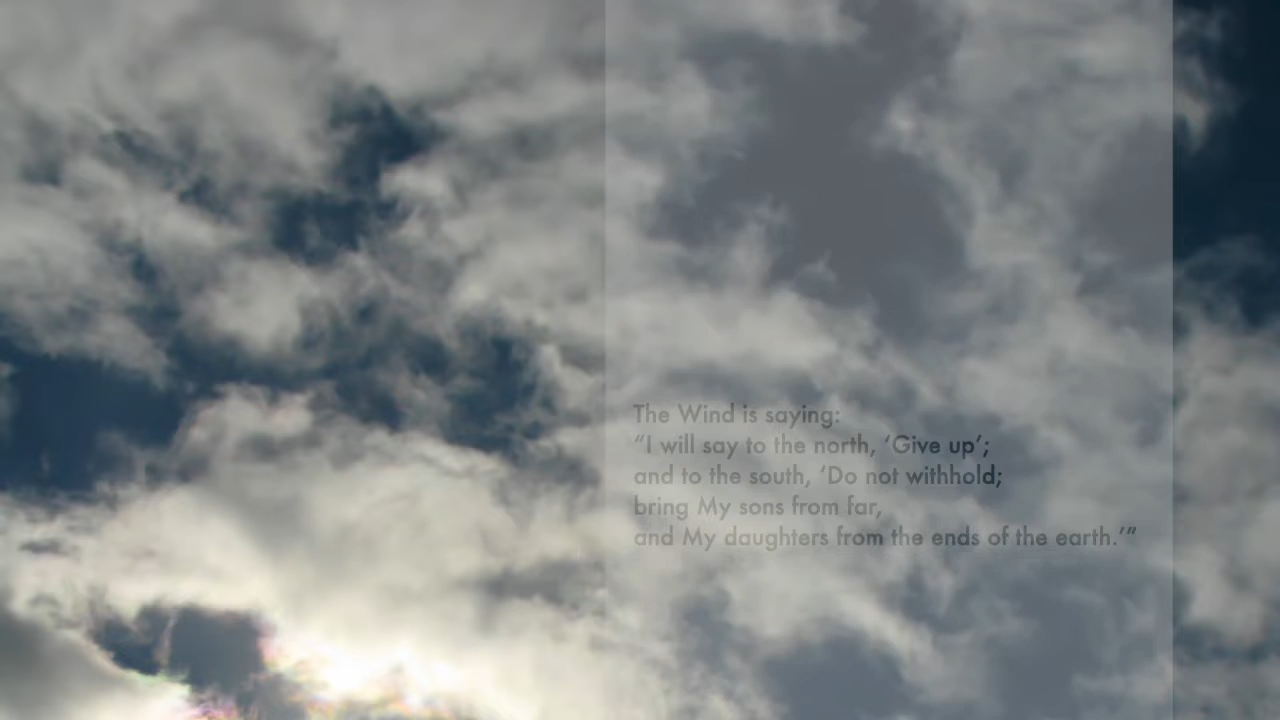 The Wind is saying:
“I will say to the north, ‘Give up’;
and to the south, ‘Do not withhold;
bring My sons from far,
and My daughters from the ends of the earth.’”